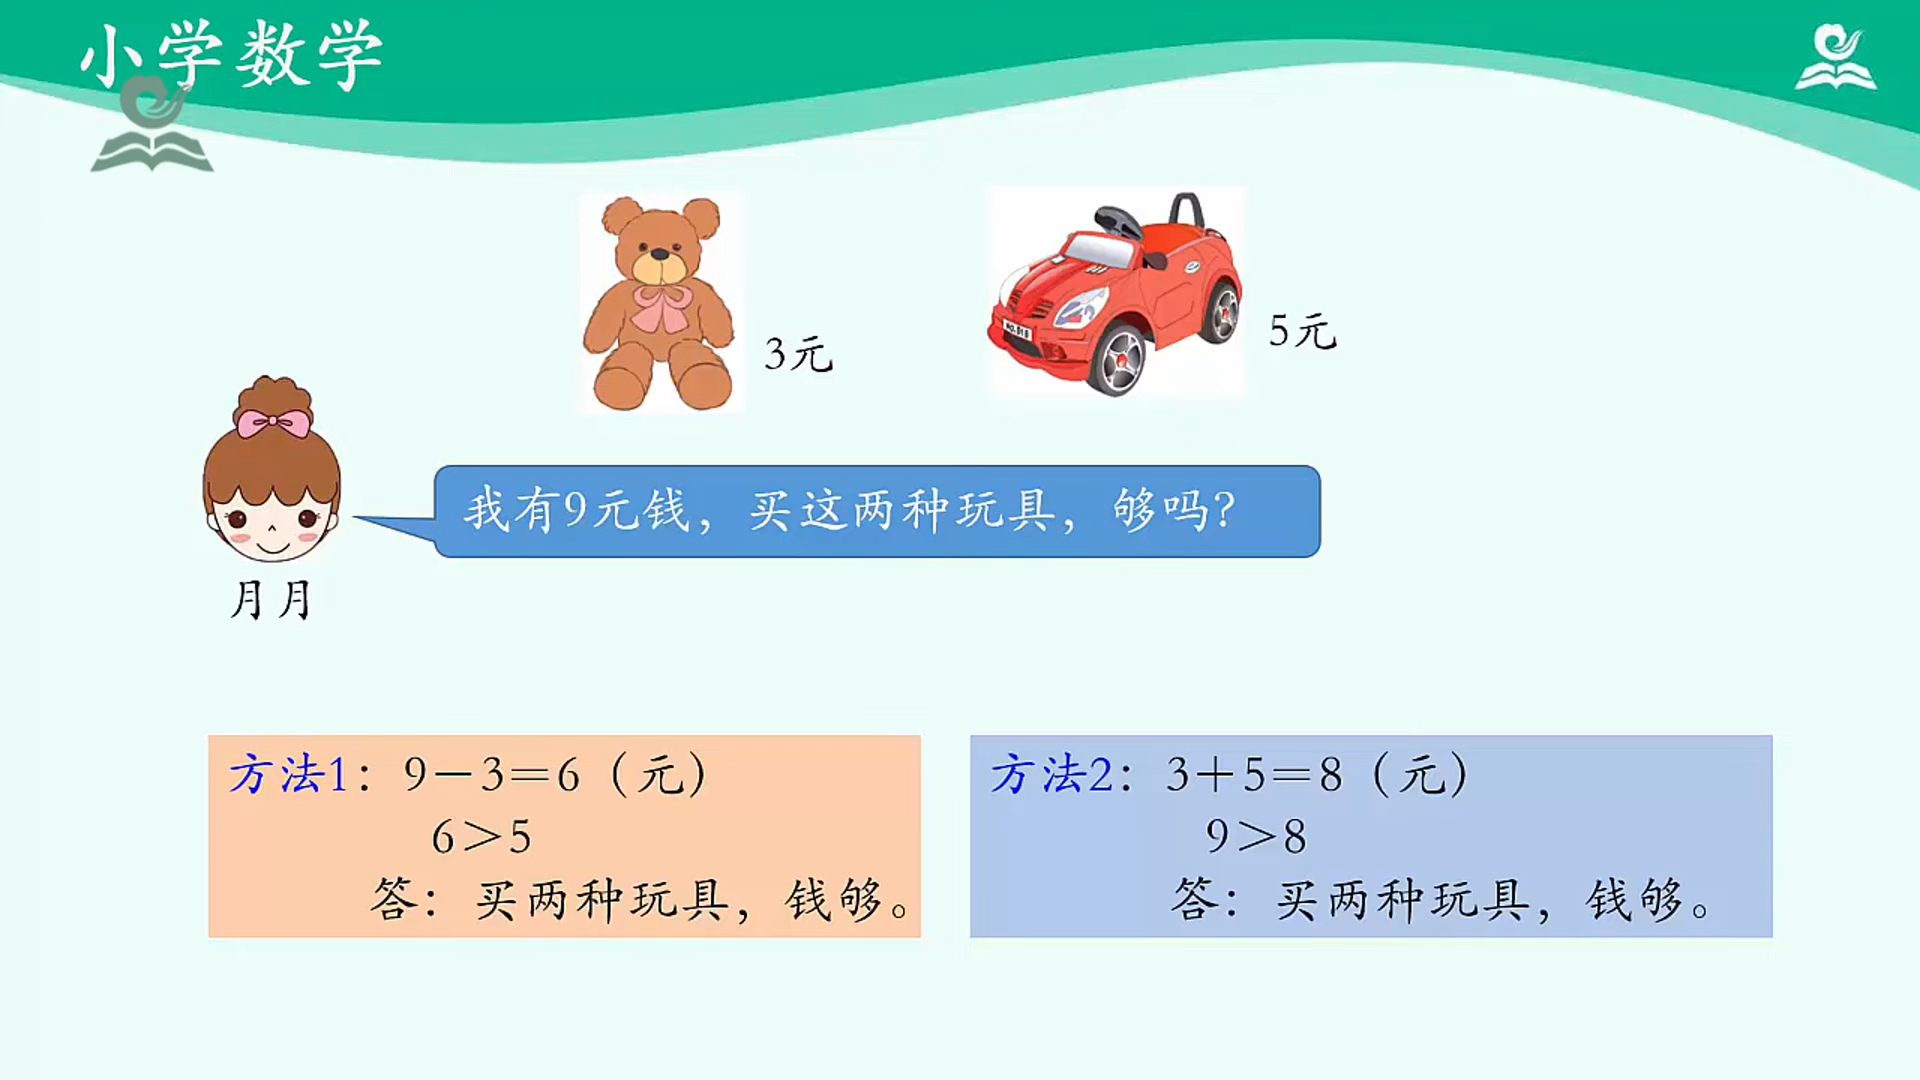 小学数学
3元
5元
NO.018
我有9元钱，买这两种玩具，够吗？
月月
方法1：9－3＝6（元）
6＞5
答：买两种玩具，钱够。
方法2：3＋5＝8（元）
9＞8
答：买两种玩具，钱够。